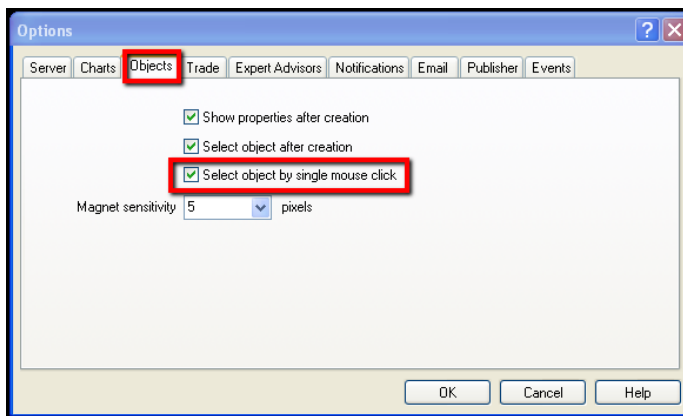 Options
Server Charts Objects Trade Expert Advisors Notifications Email Publisher Events
Show properties after creation
Select object after creation
Select object by single mouse click
Magnet sensitivity 5 pixels
OK Cancel Help